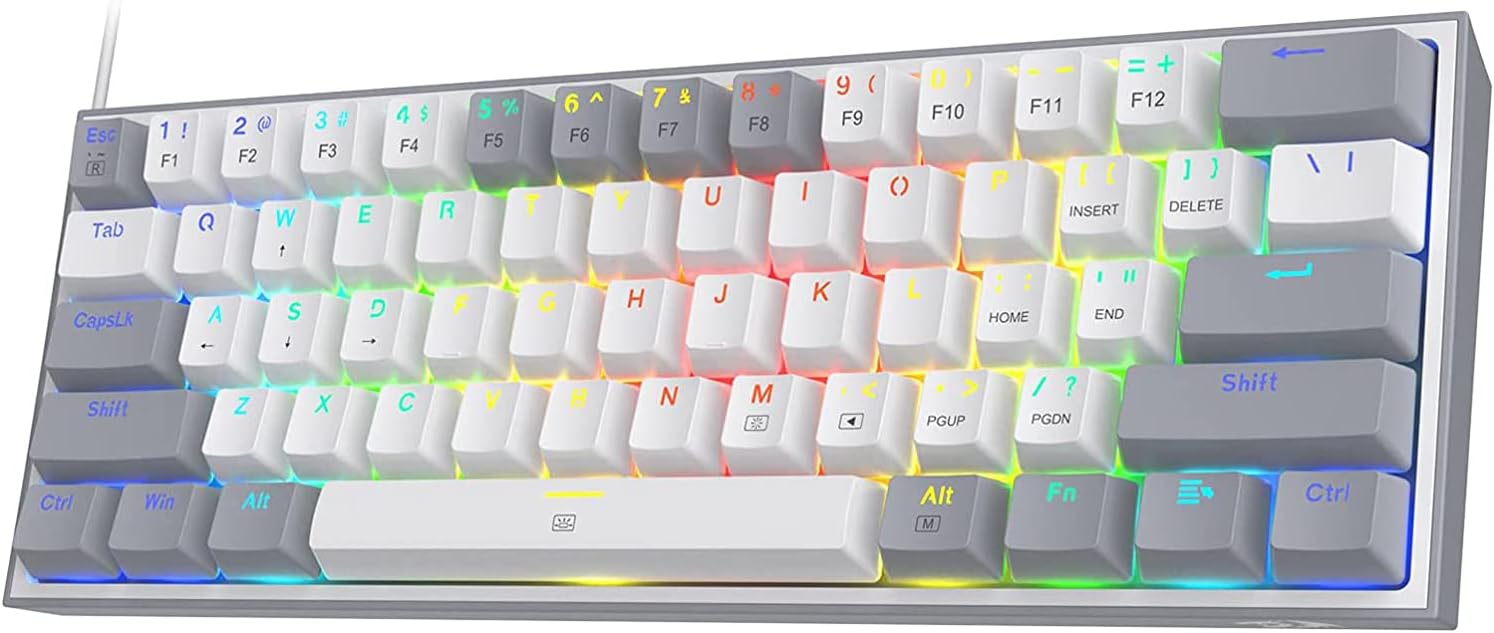 Esc 1 ! 2 @ 3 # 4 $ 5 % 6 ^ 7 & 8 * 9 ( 0 ) - _ = + ←
` ~ R F1 F2 F3 F4 F5 F6 F7 F8 F9 F10 F11 F12
Tab Q W E R T Y U I O P [ { ] } \ |
↑ INSERT DELETE
CapsLk A S D F G H J K L ; : ' "
← ↓ → HOME END
Shift Z X C V B N M , < . > / ? Shift
PGUP PGDN
Ctrl Win Alt Alt Fn Ctrl
M